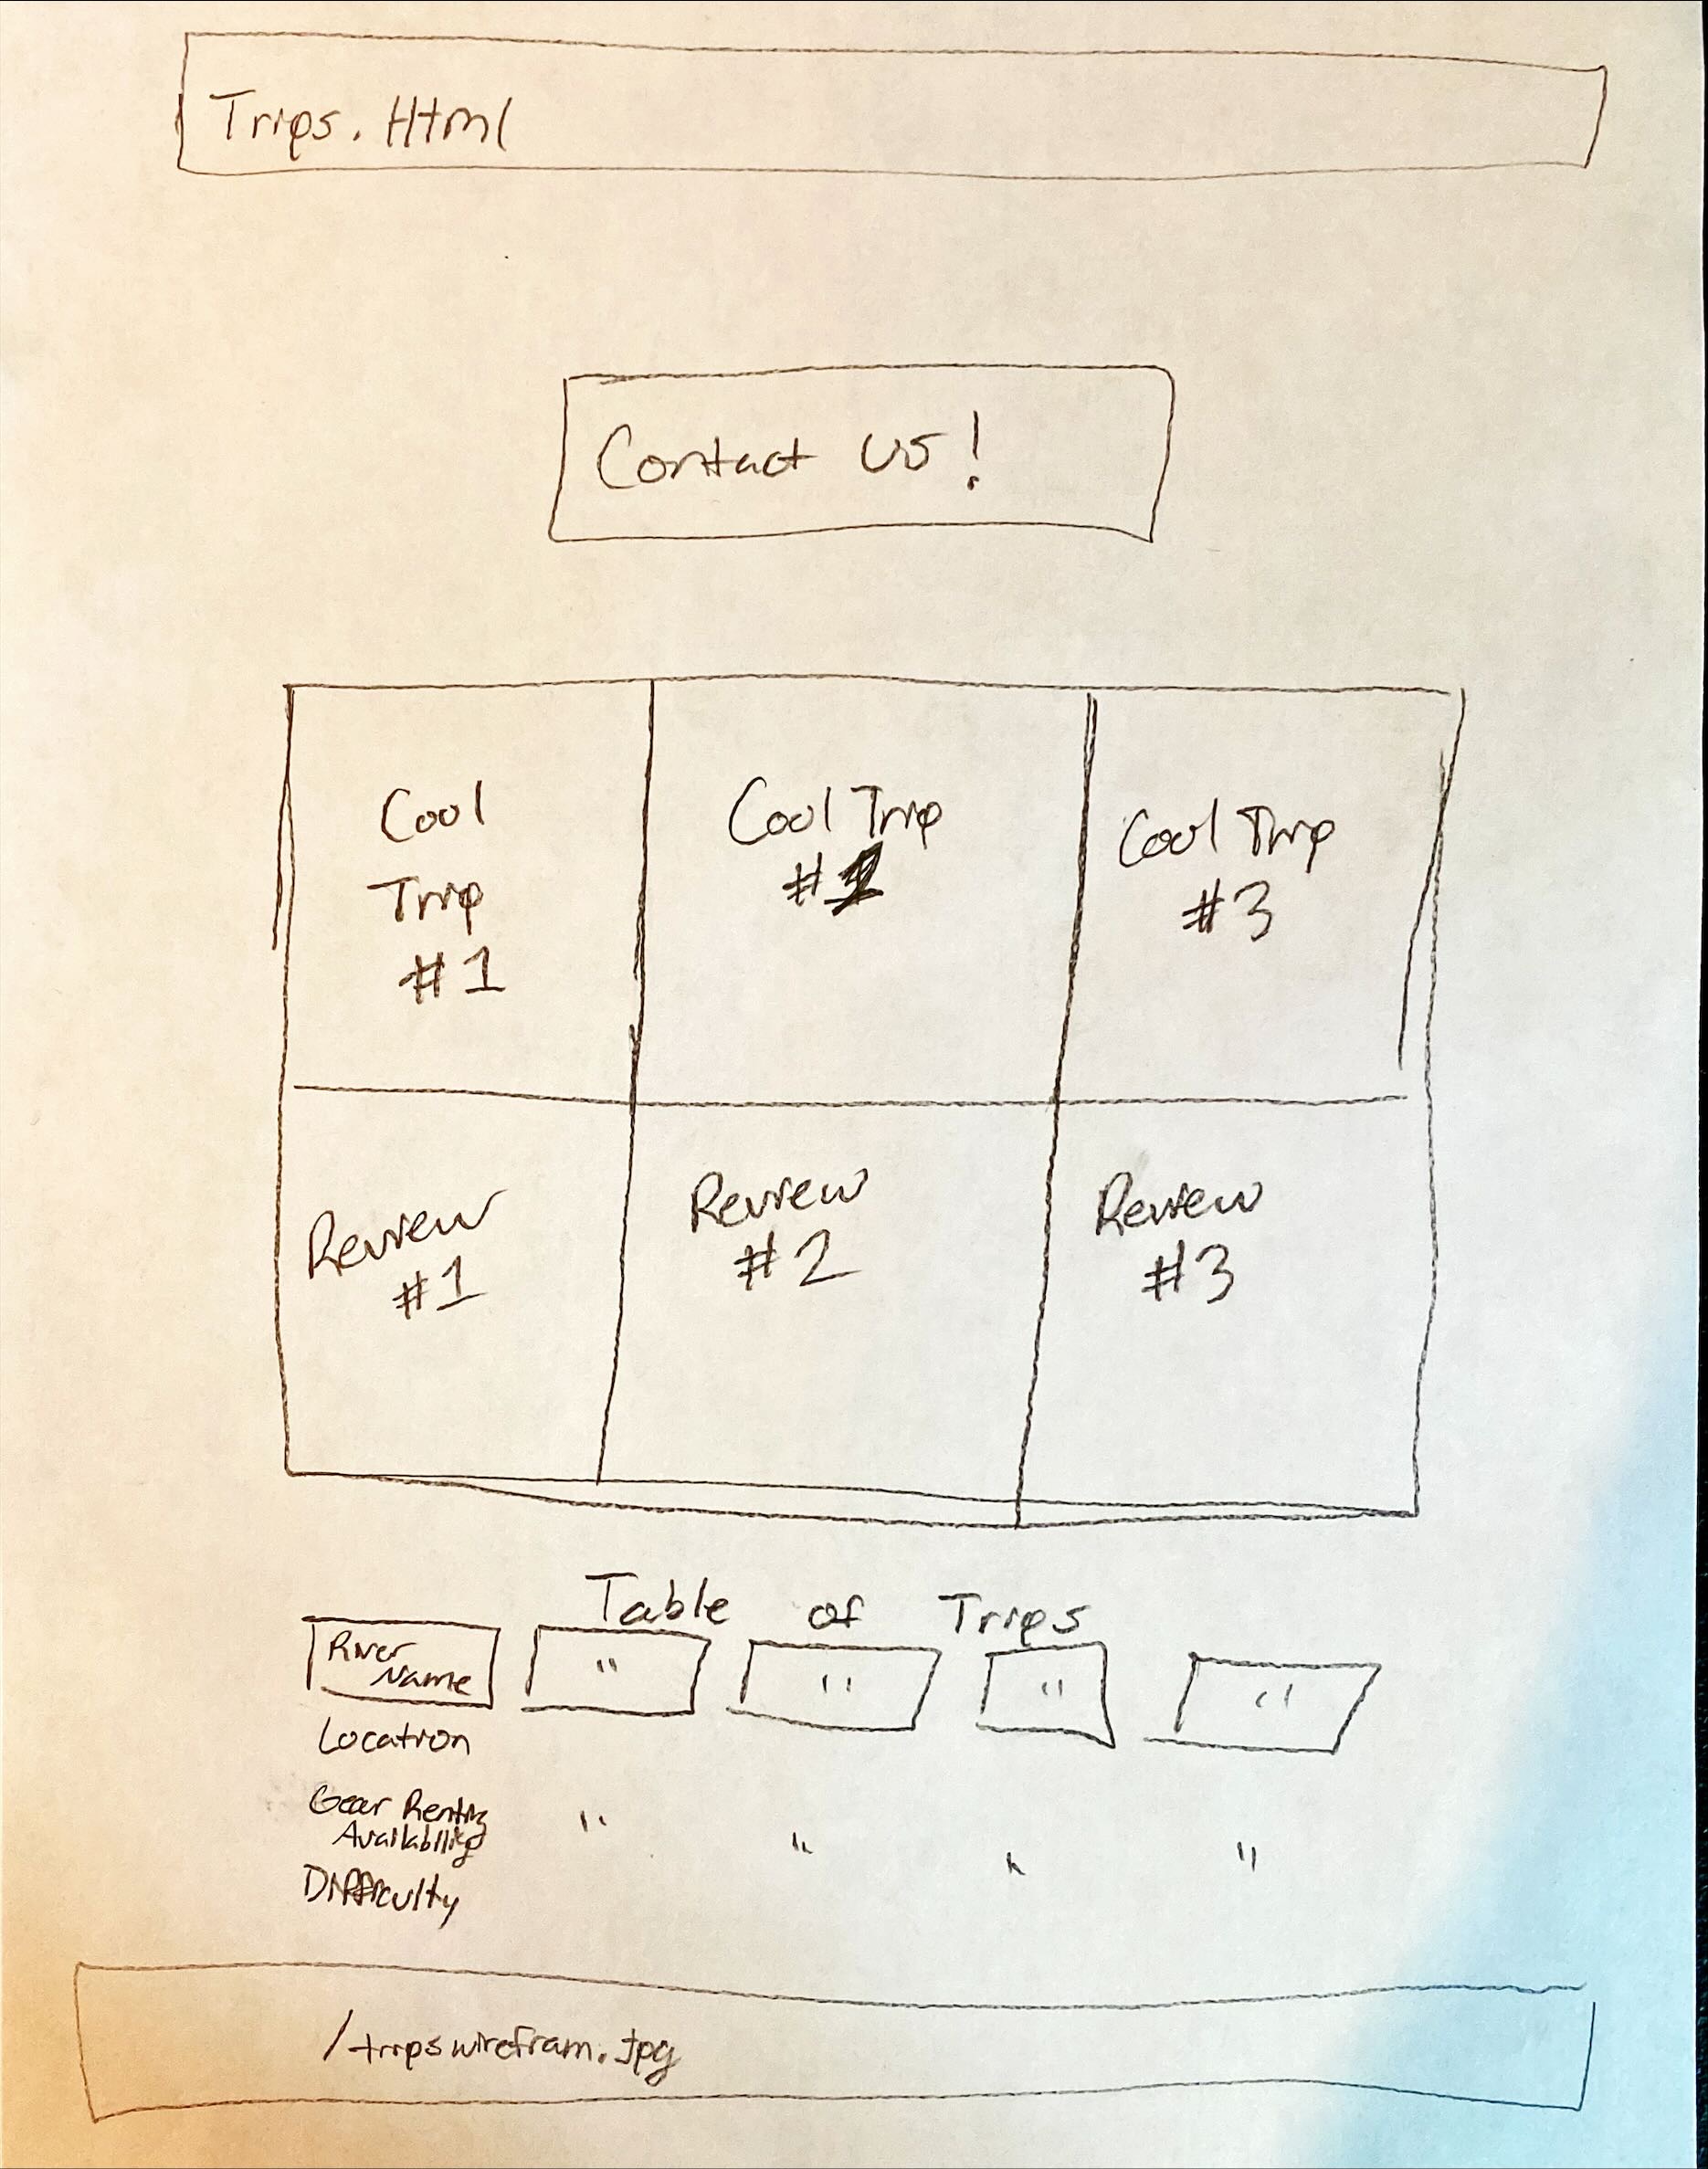 Trips.Html
Contact us!
Cool
Trip
#1
Cool Trip
#2
Cool Trip
#3
Review
#1
Review
#2
Review
#3
Table of Trips
River
Name
" " " "
Location
Gear Rental
Availability
" " " "
Difficulty
/tripswirefram.jpg